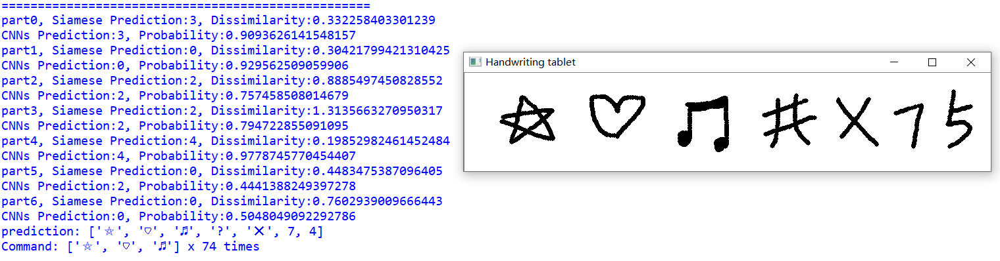 ==================================================
part0, Siamese Prediction:3, Dissimilarity:0.332258403301239
CNNs Prediction:3, Probability:0.9093626141548157
part1, Siamese Prediction:0, Dissimilarity:0.30421799421310425
CNNs Prediction:0, Probability:0.929562509059906
part2, Siamese Prediction:2, Dissimilarity:0.8885497450828552
CNNs Prediction:2, Probability:0.757458508014679
part3, Siamese Prediction:2, Dissimilarity:1.3135663270950317
CNNs Prediction:2, Probability:0.794722855091095
part4, Siamese Prediction:4, Dissimilarity:0.19852982461452484
CNNs Prediction:4, Probability:0.9778745770454407
part5, Siamese Prediction:0, Dissimilarity:0.4483475387096405
CNNs Prediction:2, Probability:0.4441388249397278
part6, Siamese Prediction:0, Dissimilarity:0.7602939009666443
CNNs Prediction:0, Probability:0.5048049092292786
prediction: ['☆', '♡', '♬', '?', '✕', 7, 4]
Command: ['☆', '♡', '♬'] x 74 times
Handwriting tablet
☆ ♡ ♬ # × 7 5